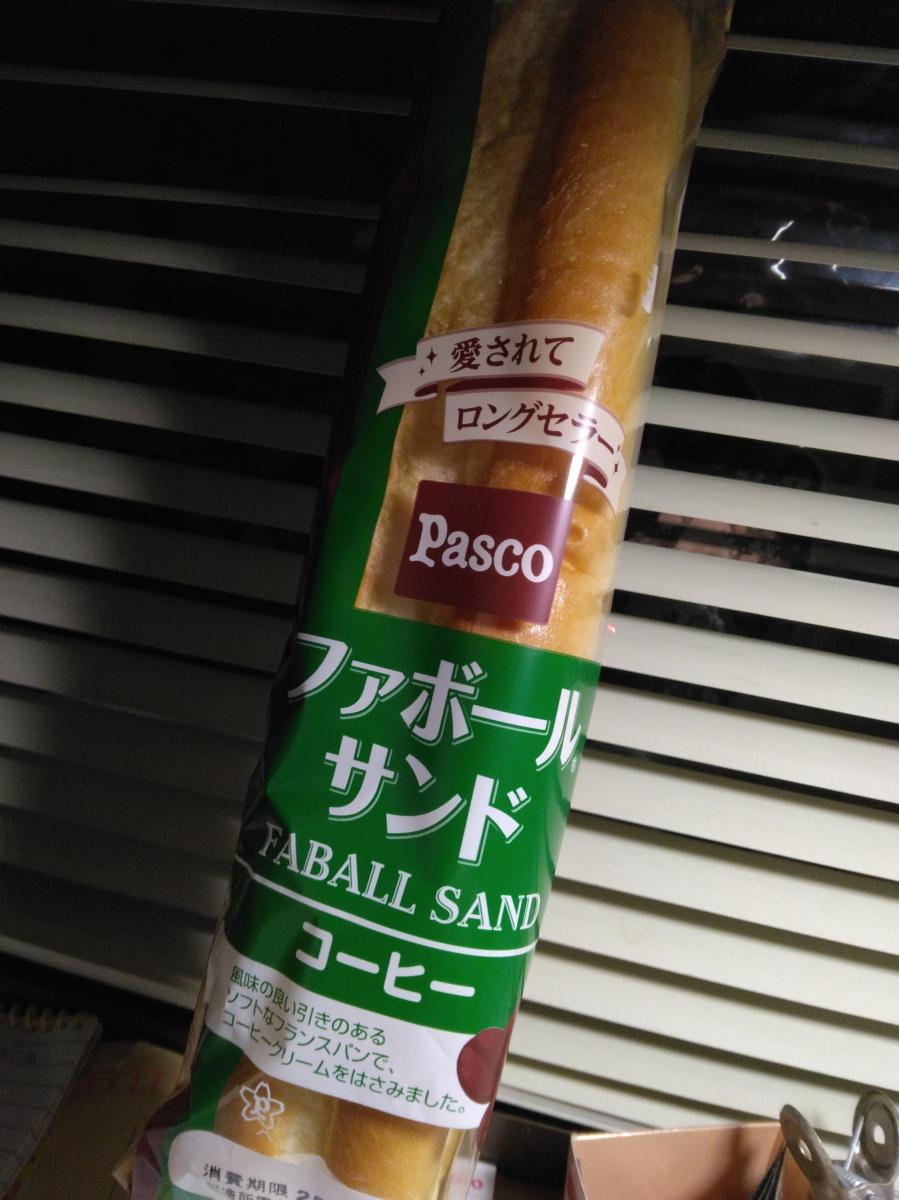 愛されて
ロングセラー
Pasco
ファボール®
サンド
FABALL SAND
コーヒー
風味の良い引きのある
ソフトなフランスパンで、
コーヒークリームをはさみました。
消費期限 25